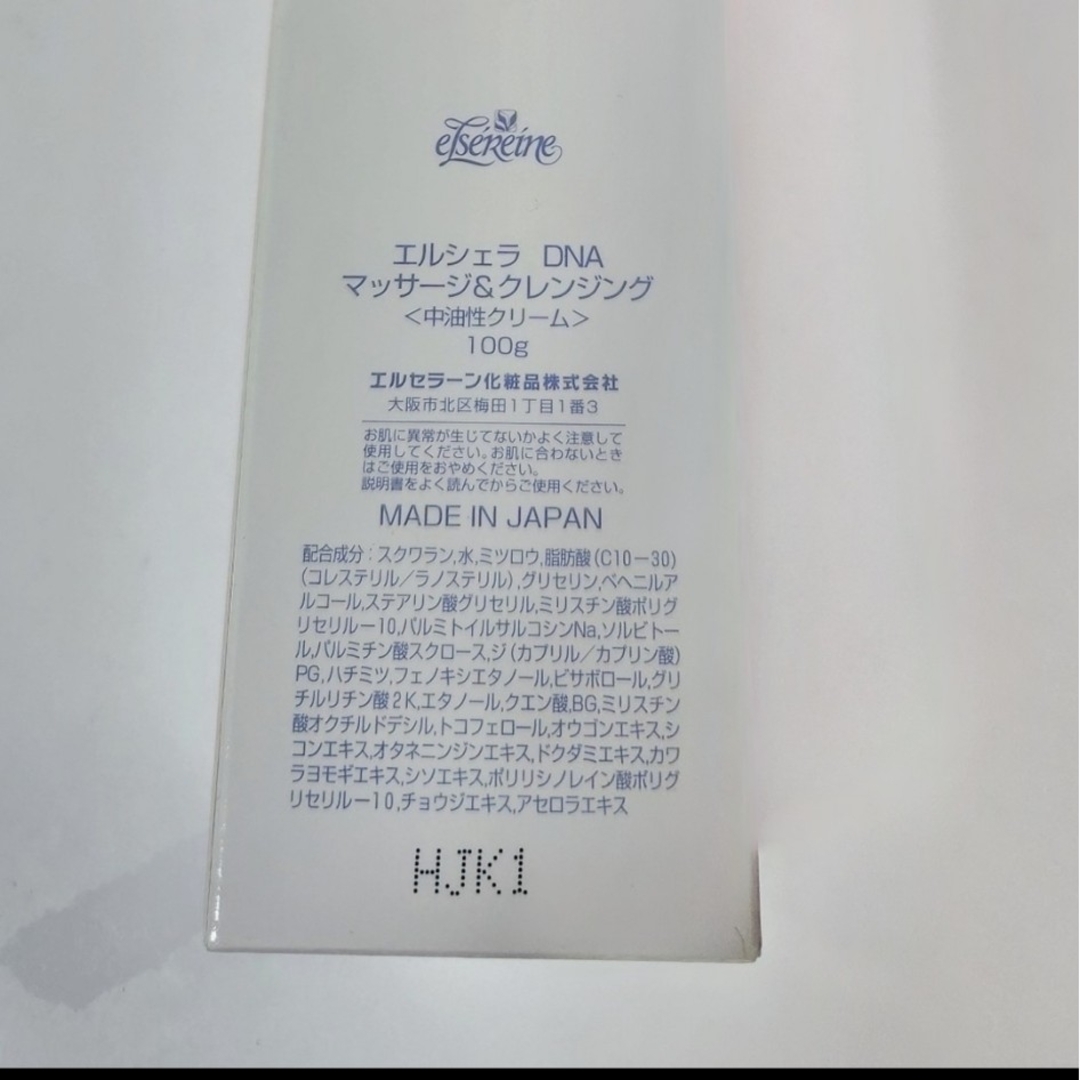 elsereine
エルシェラ DNA
マッサージ&クレンジング
<中油性クリーム>
100g
エルセラーン化粧品株式会社
大阪市北区梅田1丁目1番3
お肌に異常が生じてないかよく注意して
使用してください。お肌に合わないとき
はご使用をおやめください。
説明書をよく読んでからご使用ください。
MADE IN JAPAN
配合成分:スクワラン,水,ミツロウ,脂肪酸(C10-30)
(コレステリル/ラノステリル),グリセリン,ベヘニルア
ルコール,ステアリン酸グリセリル,ミリスチン酸ポリグ
リセリル-10,パルミトイルサルコシンNa,ソルビトー
ル,パルミチン酸スクロース,ジ(カプリル/カプリン酸)
PG,ハチミツ,フェノキシエタノール,ビサボロール,グリ
チルリチン酸2K,エタノール,クエン酸,BG,ミリスチン
酸オクチルドデシル,トコフェロール,オウゴンエキス,シ
コンエキス,オタネニンジンエキス,ドクダミエキス,カワ
ラヨモギエキス,シソエキス,ポリリシノレイン酸ポリグ
リセリル-10,チョウジエキス,アセロラエキス
HJK1